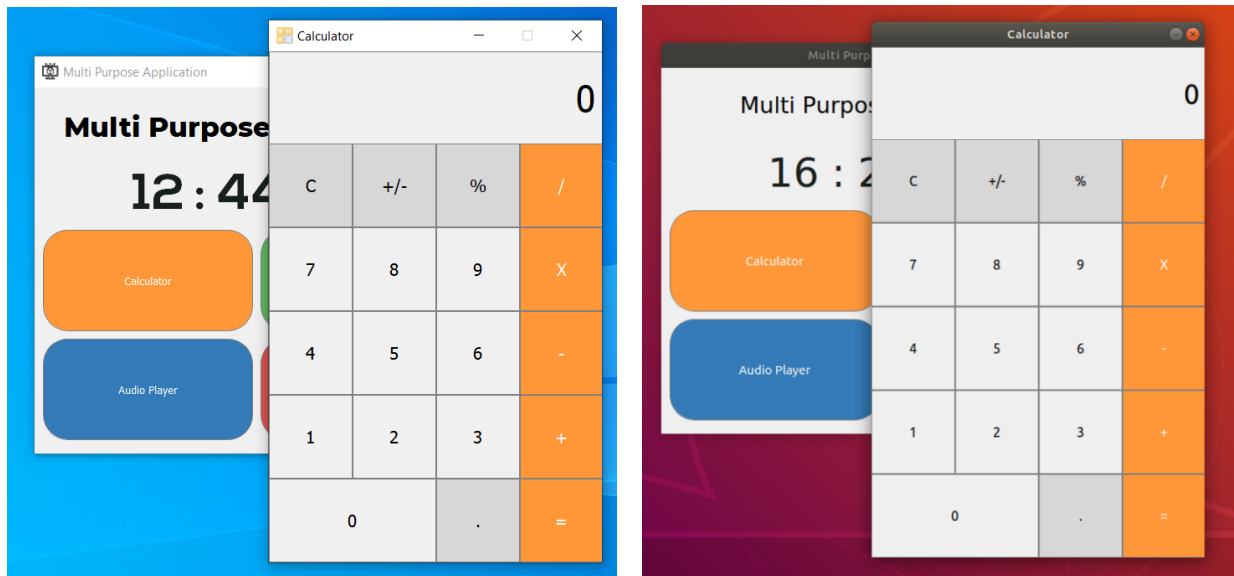 Calculator
Multi Purpose Application
0
Multi Purpose
12:44
C +/- % /
7 8 9 X
Calculator
4 5 6 -
Audio Player
1 2 3 +
0 . =
Calculator
Multi Purp
0
Multi Purpos
16:2
C +/- % /
7 8 9 X
Calculator
4 5 6 -
Audio Player
1 2 3 +
0 . =